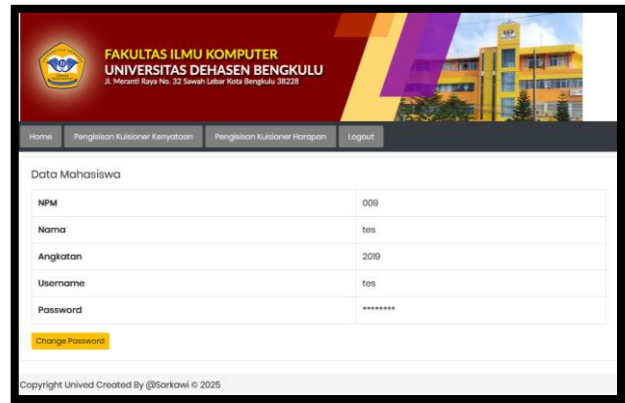 FAKULTAS ILMU KOMPUTER
UNIVERSITAS DEHASEN BENGKULU
Jl. Meranti Raya No. 32 Sawah Lebar Kota Bengkulu 38228
Home Pengisisan Kuisioner Kenyataan Pengisisan Kuisioner Harapan Logout
Data Mahasiswa
NPM 009
Nama tes
Angkatan 2019
Username tes
Password ********
Change Password
Copyright Unived Created By @Sarkawi © 2025